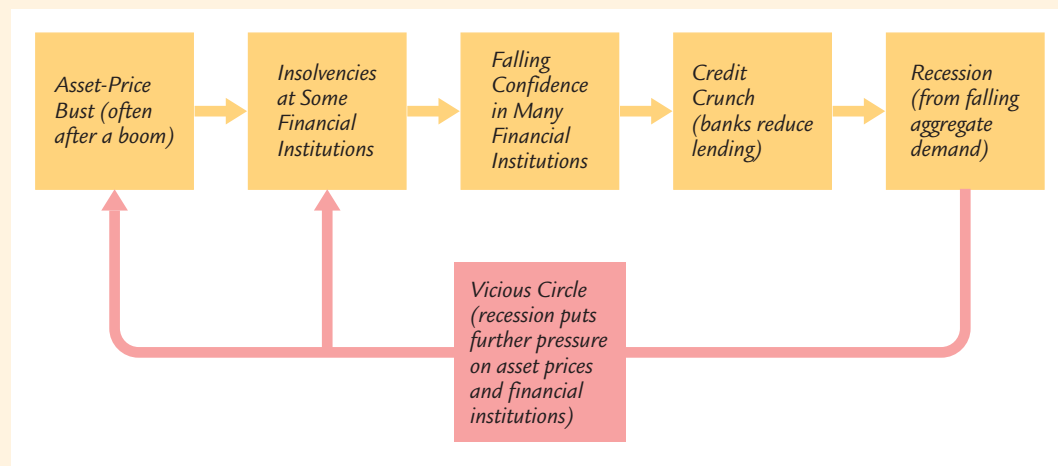 Asset-Price
Bust (often
after a boom)
Insolvencies
at Some
Financial
Institutions
Falling
Confidence
in Many
Financial
Institutions
Credit
Crunch
(banks reduce
lending)
Recession
(from falling
aggregate
demand)
Vicious Circle
(recession puts
further pressure
on asset prices
and financial
institutions)